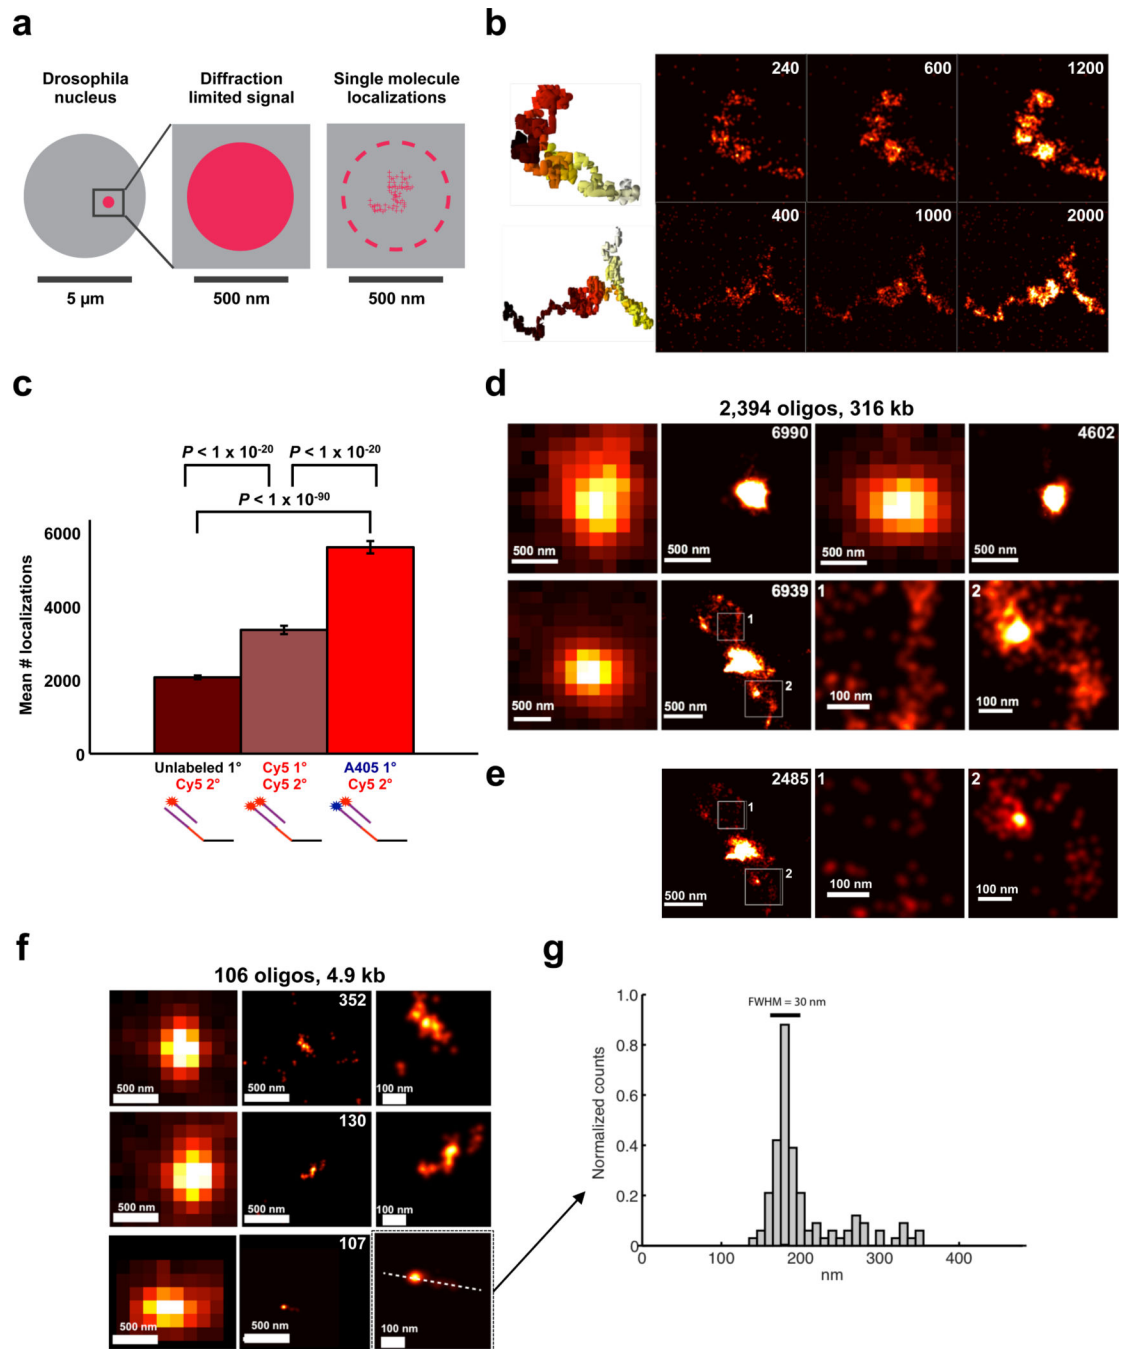 a
Drosophila
nucleus
Diffraction
limited signal
Single molecule
localizations
5 µm
500 nm
500 nm
b
240
600
1200
400
1000
2000
c
P < 1 x 10⁻²⁰
P < 1 x 10⁻²⁰
P < 1 x 10⁻⁹⁰
Mean # localizations
6000
4000
2000
0
Unlabeled 1°
Cy5 2°
Cy5 1°
Cy5 2°
A405 1°
Cy5 2°
d
2,394 oligos, 316 kb
500 nm
6990
500 nm
500 nm
4602
500 nm
500 nm
6939
1
2
500 nm
1
100 nm
2
100 nm
e
2485
1
2
500 nm
1
100 nm
2
100 nm
f
106 oligos, 4.9 kb
500 nm
352
500 nm
100 nm
500 nm
130
500 nm
100 nm
500 nm
107
500 nm
100 nm
g
FWHM = 30 nm
Normalized counts
1.0
0.8
0.6
0.4
0.2
0
0
100
200
300
400
nm